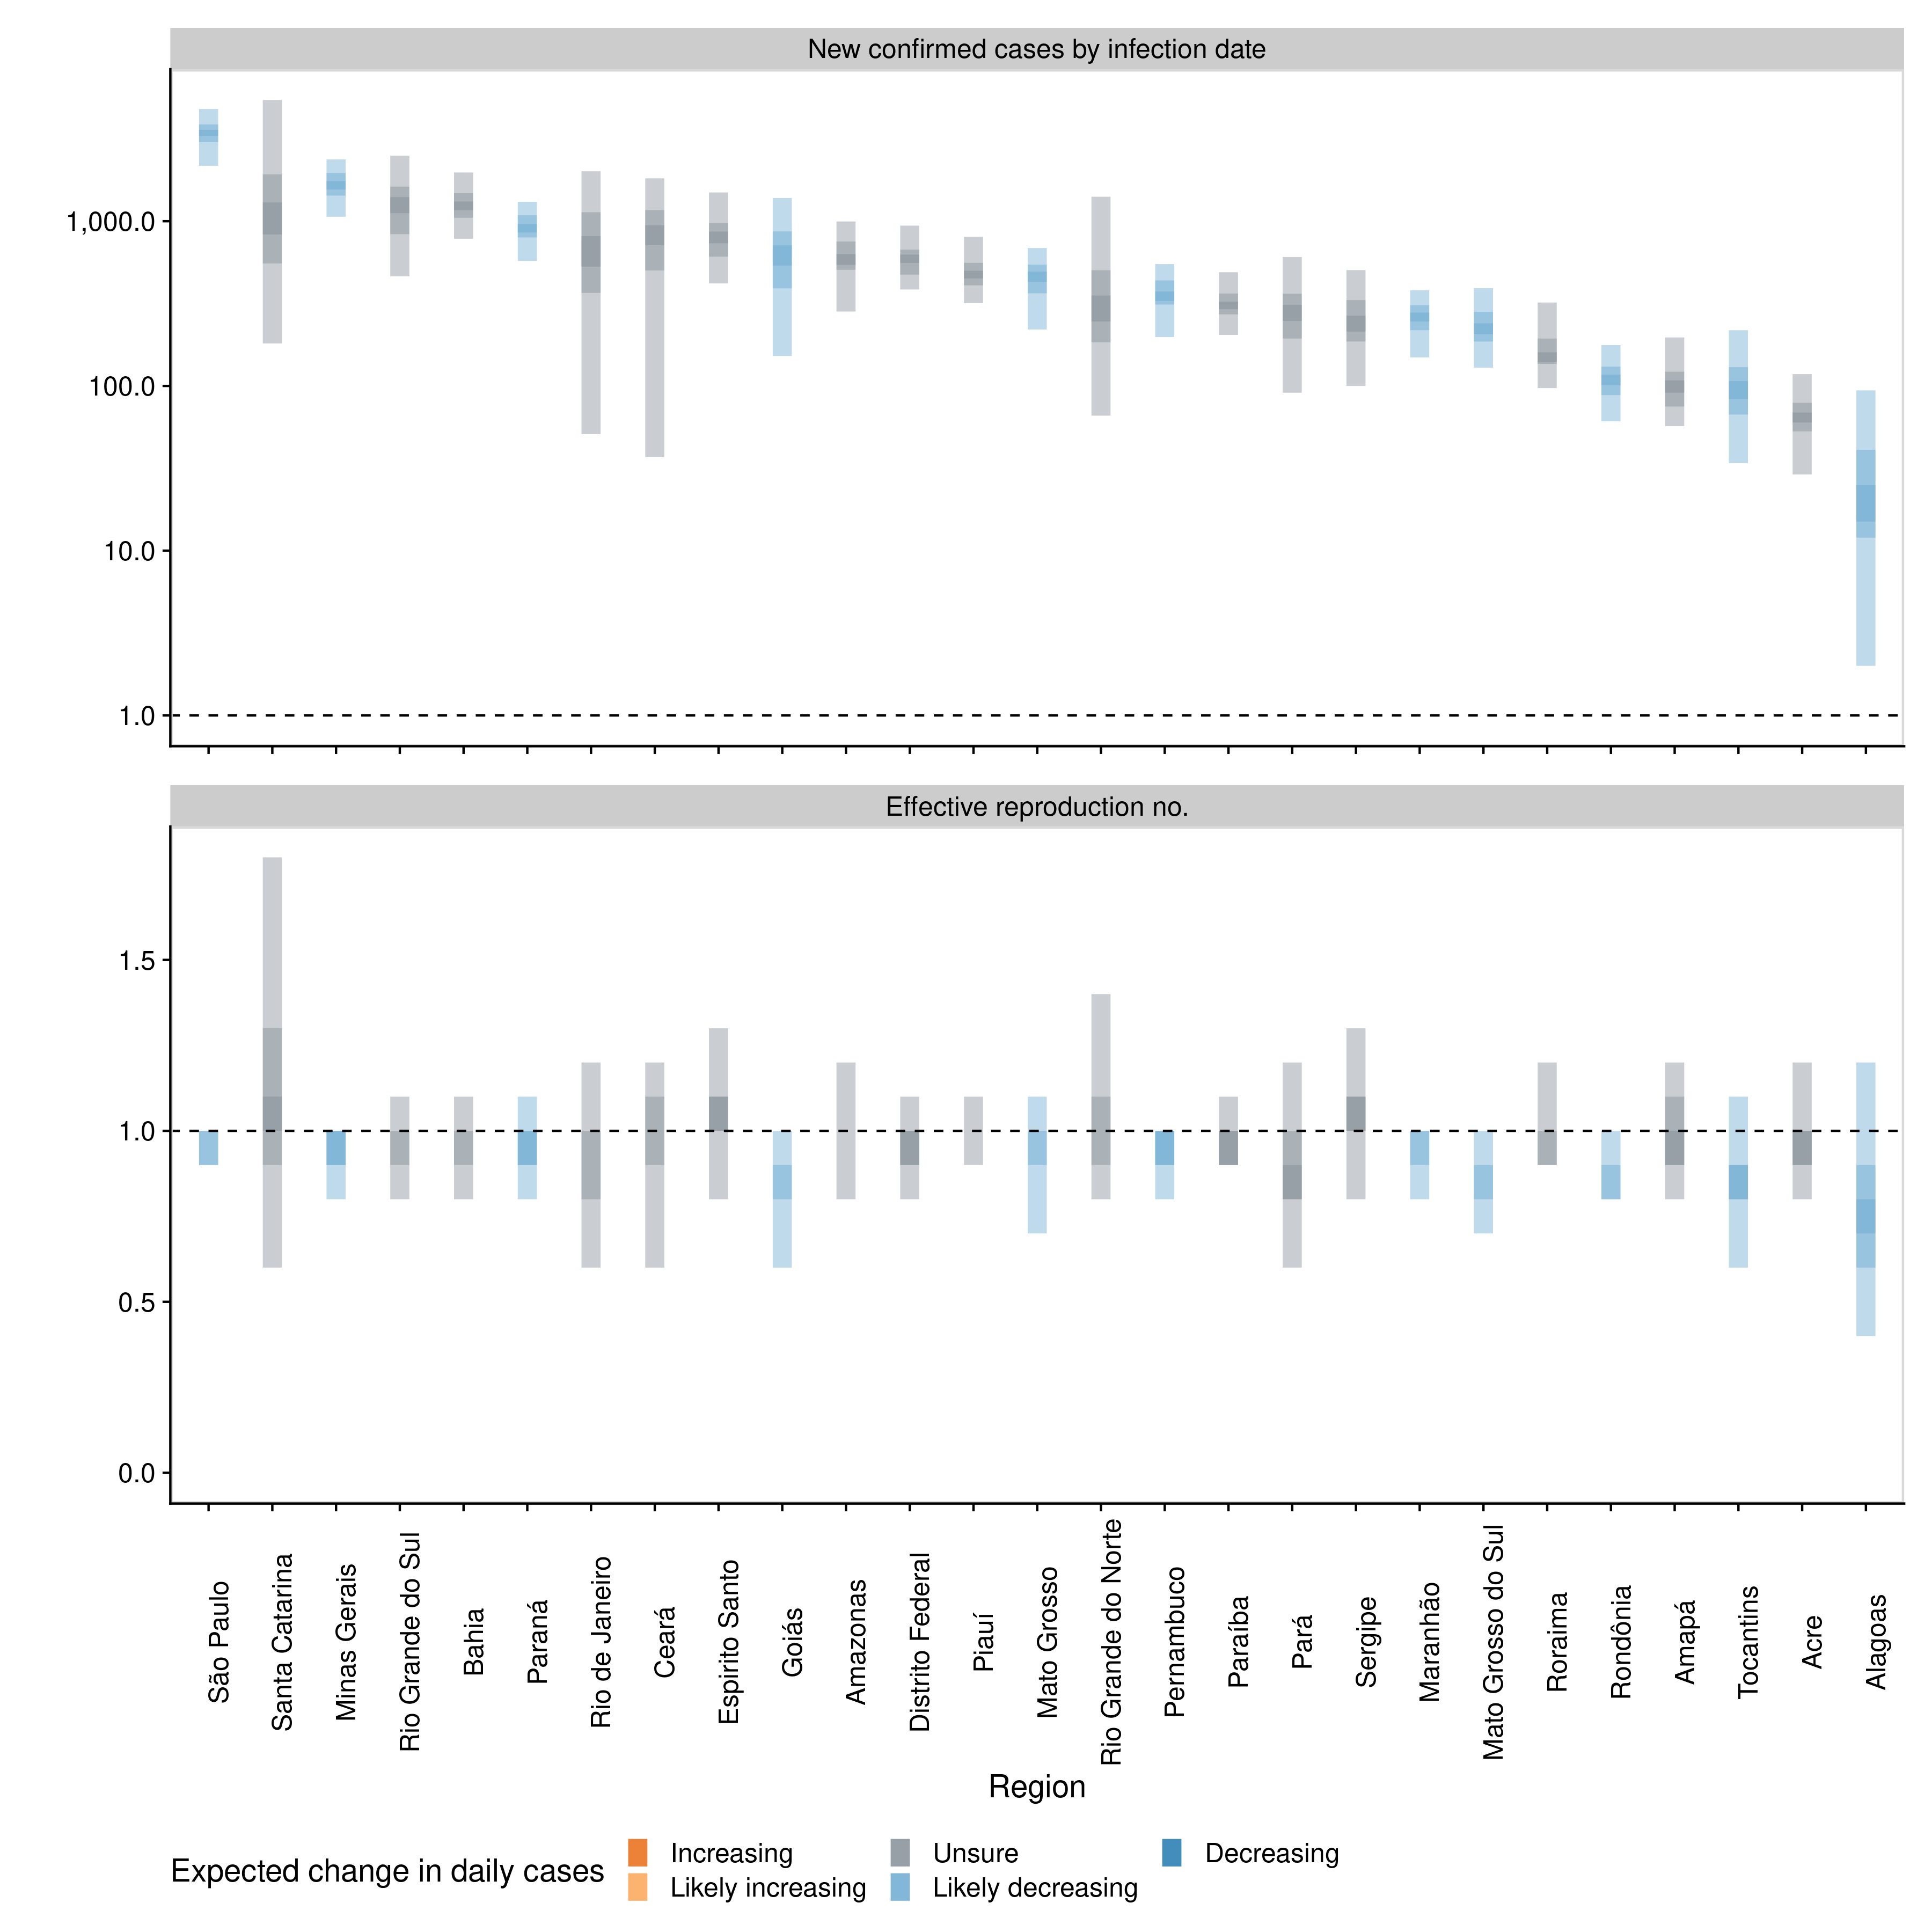 New confirmed cases by infection date
1,000.0
100.0
10.0
1.0
Effective reproduction no.
1.5
1.0
0.5
0.0
São Paulo
Santa Catarina
Minas Gerais
Rio Grande do Sul
Bahia
Paraná
Rio de Janeiro
Ceará
Espirito Santo
Goiás
Amazonas
Distrito Federal
Piauí
Mato Grosso
Rio Grande do Norte
Pernambuco
Paraíba
Pará
Sergipe
Maranhão
Mato Grosso do Sul
Roraima
Rondônia
Amapá
Tocantins
Acre
Alagoas
Region
Expected change in daily cases
Increasing
Unsure
Decreasing
Likely increasing
Likely decreasing